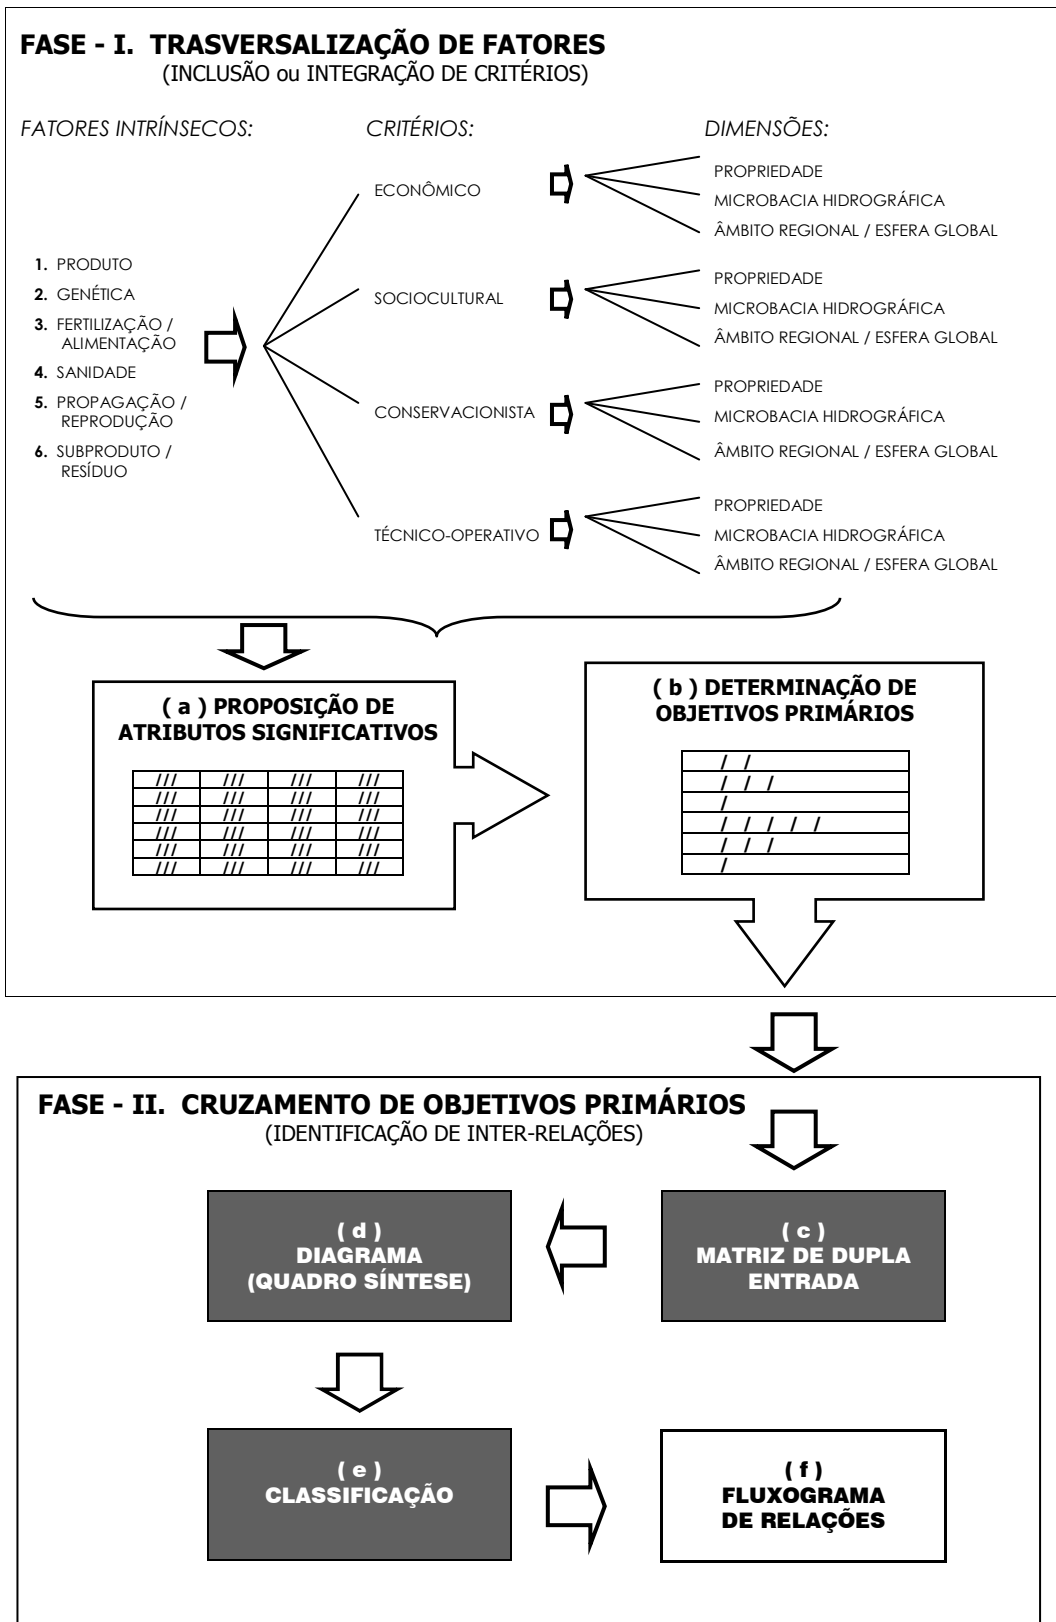 FASE - I. TRASVERSALIZAÇÃO DE FATORES
(INCLUSÃO ou INTEGRAÇÃO DE CRITÉRIOS)
FATORES INTRÍNSECOS:
CRITÉRIOS:
DIMENSÕES:
1. PRODUTO
2. GENÉTICA
3. FERTILIZAÇÃO /
ALIMENTAÇÃO
4. SANIDADE
5. PROPAGAÇÃO /
REPRODUÇÃO
6. SUBPRODUTO /
RESÍDUO
ECONÔMICO
PROPRIEDADE
MICROBACIA HIDROGRÁFICA
ÂMBITO REGIONAL / ESFERA GLOBAL
SOCIOCULTURAL
PROPRIEDADE
MICROBACIA HIDROGRÁFICA
ÂMBITO REGIONAL / ESFERA GLOBAL
CONSERVACIONISTA
PROPRIEDADE
MICROBACIA HIDROGRÁFICA
ÂMBITO REGIONAL / ESFERA GLOBAL
TÉCNICO-OPERATIVO
PROPRIEDADE
MICROBACIA HIDROGRÁFICA
ÂMBITO REGIONAL / ESFERA GLOBAL
( a ) PROPOSIÇÃO DE
ATRIBUTOS SIGNIFICATIVOS
/// /// /// ///
/// /// /// ///
/// /// /// ///
/// /// /// ///
/// /// /// ///
/// /// /// ///
( b ) DETERMINAÇÃO DE
OBJETIVOS PRIMÁRIOS
/ /
/ / /
/
/ / / / /
/ / /
/
FASE - II. CRUZAMENTO DE OBJETIVOS PRIMÁRIOS
(IDENTIFICAÇÃO DE INTER-RELAÇÕES)
( c )
MATRIZ DE DUPLA
ENTRADA
( d )
DIAGRAMA
(QUADRO SÍNTESE)
( e )
CLASSIFICAÇÃO
( f )
FLUXOGRAMA
DE RELAÇÕES